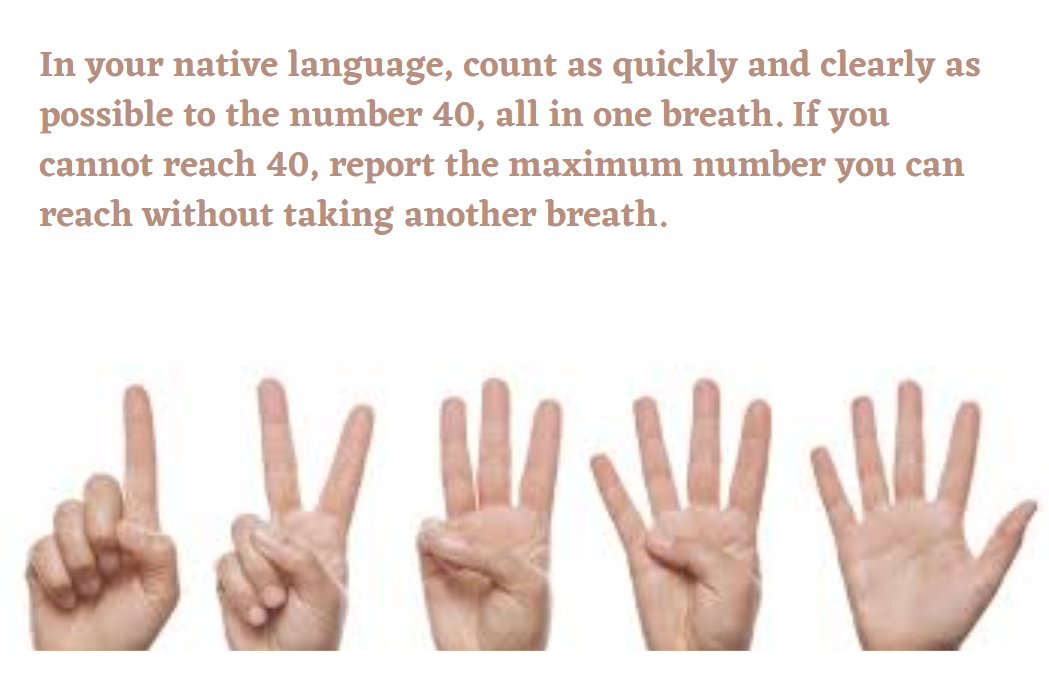 In your native language, count as quickly and clearly as
possible to the number 40, all in one breath. If you
cannot reach 40, report the maximum number you can
reach without taking another breath.